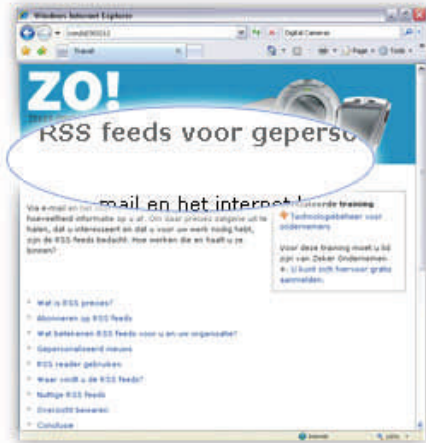 Windows Internet Explorer
Digital Cameras
Travel
Page
Tools
ZO!
RSS feeds voor geperso
mail en het internet
Via e-mail en het
hoeveelheid informatie op u af. Om daar precies datgene uit te
halen, dat u interesseert en dat u voor uw werk nodig hebt,
zijn de RSS feeds bedacht. Hoe werken die en haalt u ze
binnen?
training
Technologiebeheer voor
ondernemers
Voor deze training moet u lid
zijn van Zeker Ondernemen.
U kunt zich hiervoor gratis
aanmelden.
Wat is RSS precies?
Abonneren op RSS feeds
Wat betekenen RSS feeds voor u en uw organisatie?
Gepersonaliseerd nieuws
RSS reader gebruiken
Waar vindt u de RSS feeds?
Nuttige RSS feeds
Overzicht bewaren
Conclusie
Internet